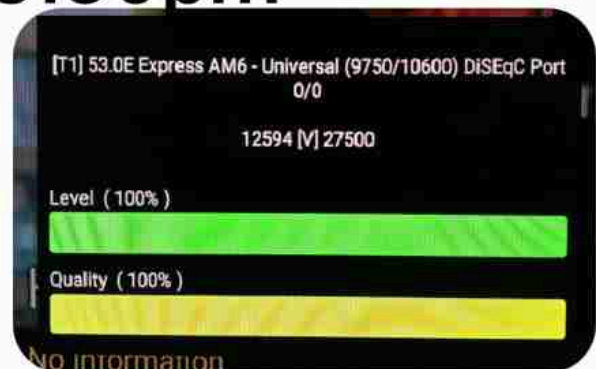 [T1] 53.0E Express AM6 - Universal (9750/10600) DiSEqC Port
0/0
12594 [V] 27500
Level ( 100% )
Quality ( 100% )
No information